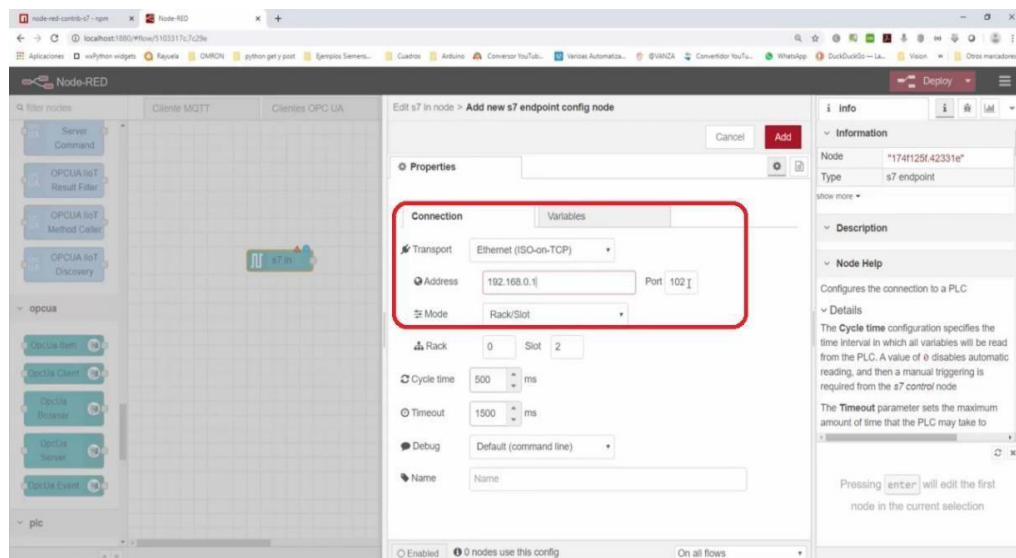 node-red-contrib-s7 - npm
Node-RED
localhost:1880/#flow/5103317c.7c29e
Aplicaciones wxPython widgets Rayuela OMRON python get y post Ejemplos Siemens... Cuadros Arduino Conversor YouTub... Varices Automatiza... @VANZA Convertidor YouTu... WhatsApp DuckDuckGo — La... Vision Otros marcadores
Node-RED
Deploy
filter nodes
Cliente MQTT
Clientes OPC UA
Edit s7 in node > Add new s7 endpoint config node
info
Server
Command
OPCUA IIoT
Result Filter
OPCUA IIoT
Method Caller
OPCUA IIoT
Discovery
opcua
OpcUa Item
OpcUa Client
OpcUa
Browser
OpcUa
Server
OpcUa Event
plc
s7 in
Cancel
Add
Properties
Connection
Variables
Transport Ethernet (ISO-on-TCP)
Address 192.168.0.1 Port 102
Mode Rack/Slot
Rack 0 Slot 2
Cycle time 500 ms
Timeout 1500 ms
Debug Default (command line)
Name Name
Enabled 0 nodes use this config On all flows
Information
Node "174f125f.42331e"
Type s7 endpoint
show more
Description
Node Help
Configures the connection to a PLC
Details
The Cycle time configuration specifies the
time interval in which all variables will be read
from the PLC. A value of 0 disables automatic
reading, and then a manual triggering is
required from the s7 control node
The Timeout parameter sets the maximum
amount of time that the PLC may take to
Pressing enter will edit the first
node in the current selection